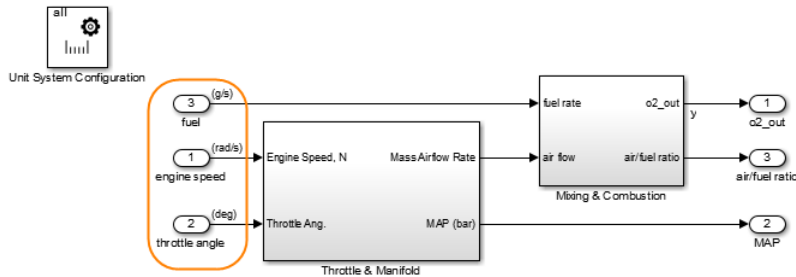 all
Unit System Configuration
3
(g/s)
fuel
1
(rad/s)
engine speed
2
(deg)
throttle angle
Engine Speed, N
Mass Airflow Rate
Throttle Ang.
MAP (bar)
Throttle & Manifold
fuel rate
o2_out
air flow
air/fuel ratio
Mixing & Combustion
y
1
o2_out
3
air/fuel ratio
2
MAP